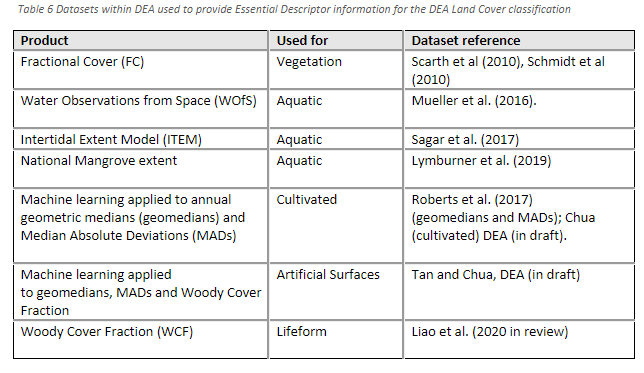 Table 6 Datasets within DEA used to provide Essential Descriptor information for the DEA Land Cover classification
Product Used for Dataset reference
Fractional Cover (FC) Vegetation Scarth et al (2010), Schmidt et al
(2010)
Water Observations from Space (WOfS) Aquatic Mueller et al. (2016).
Intertidal Extent Model (ITEM) Aquatic Sagar et al. (2017)
National Mangrove extent Aquatic Lymburner et al. (2019)
Machine learning applied to annual Cultivated Roberts et al. (2017)
geometric medians (geomedians) and (geomedians and MADs); Chua
Median Absolute Deviations (MADs) (cultivated) DEA (in draft).
Machine learning applied Artificial Surfaces Tan and Chua, DEA (in draft)
to geomedians, MADs and Woody Cover
Fraction
Woody Cover Fraction (WCF) Lifeform Liao et al. (2020 in review)